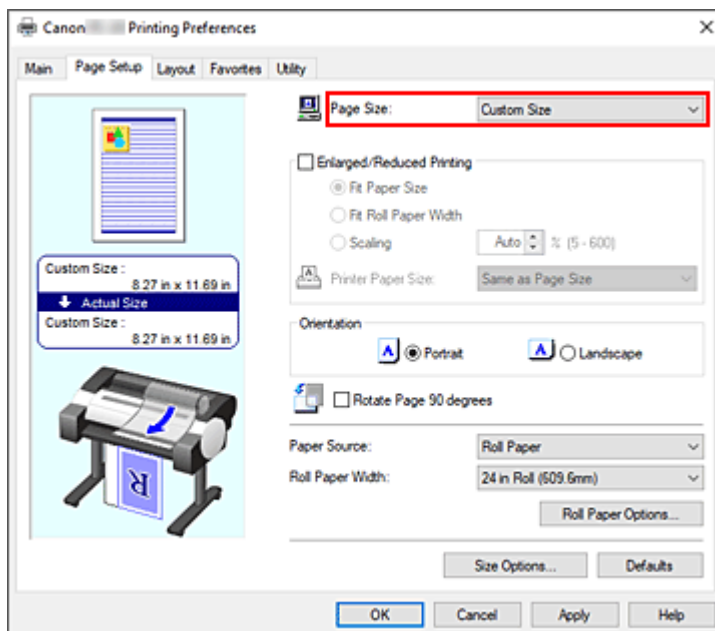 Canon Printing Preferences
Main Page Setup Layout Favorites Utility
Page Size: Custom Size
Enlarged/Reduced Printing
Fit Paper Size
Fit Roll Paper Width
Scaling Auto % (5 - 600)
Printer Paper Size: Same as Page Size
Custom Size :
8.27 in x 11.69 in
Actual Size
Custom Size :
8.27 in x 11.69 in
Orientation
A Portrait A Landscape
Rotate Page 90 degrees
Paper Source: Roll Paper
Roll Paper Width: 24 in Roll (609.6mm)
R
Roll Paper Options...
Size Options... Defaults
OK Cancel Apply Help